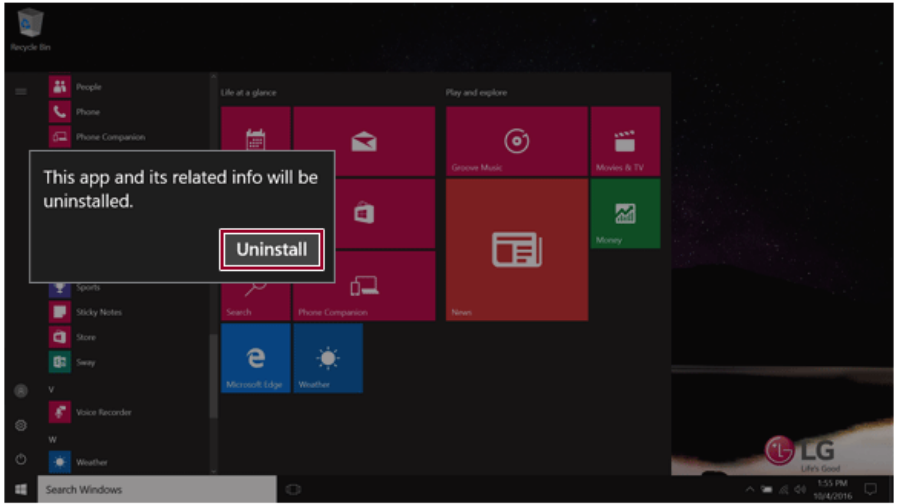 Recycle Bin
People
Phone
Phone Companion
Life at a glance
Play and explore
Groove Music
Movies & TV
This app and its related info will be
uninstalled.
Uninstall
Money
Sports
Sticky Notes
Store
Sway
V
Voice Recorder
W
Weather
Search
Phone Companion
News
Microsoft Edge
Weather
LG
Life's Good
Search Windows
1:55 PM
10/4/2016